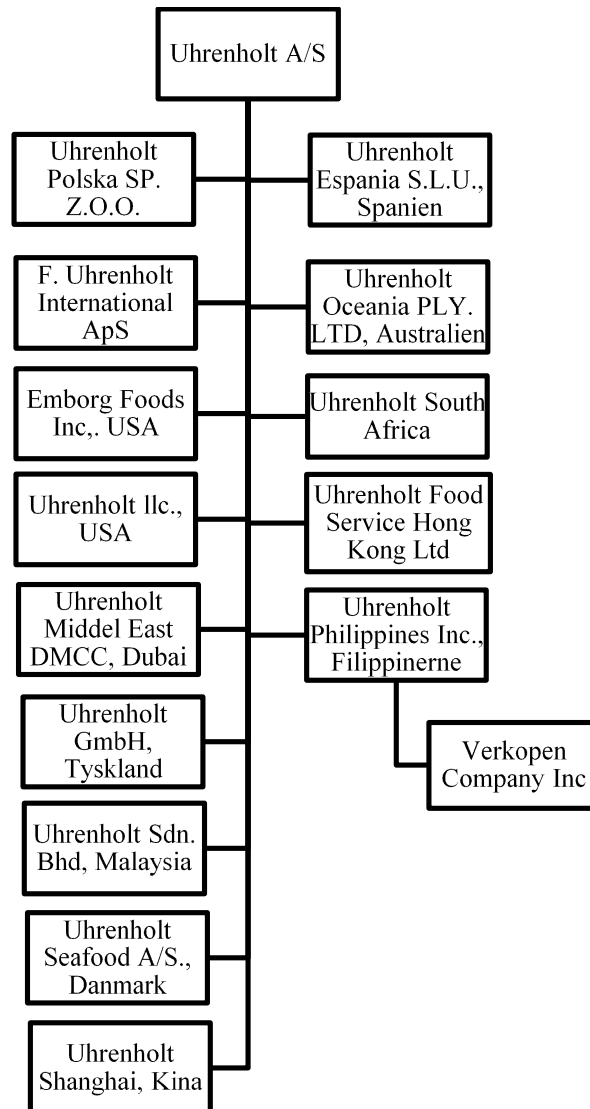 Uhrenholt A/S
Uhrenholt
Polska SP.
Z.O.O.
Uhrenholt
Espania S.L.U.,
Spanien
F. Uhrenholt
International
ApS
Uhrenholt
Oceania PLY.
LTD, Australien
Emborg Foods
Inc,. USA
Uhrenholt South
Africa
Uhrenholt llc.,
USA
Uhrenholt Food
Service Hong
Kong Ltd
Uhrenholt
Middel East
DMCC, Dubai
Uhrenholt
Philippines Inc.,
Filippinerne
Uhrenholt
GmbH,
Tyskland
Verkopen
Company Inc
Uhrenholt Sdn.
Bhd, Malaysia
Uhrenholt
Seafood A/S.,
Danmark
Uhrenholt
Shanghai, Kina